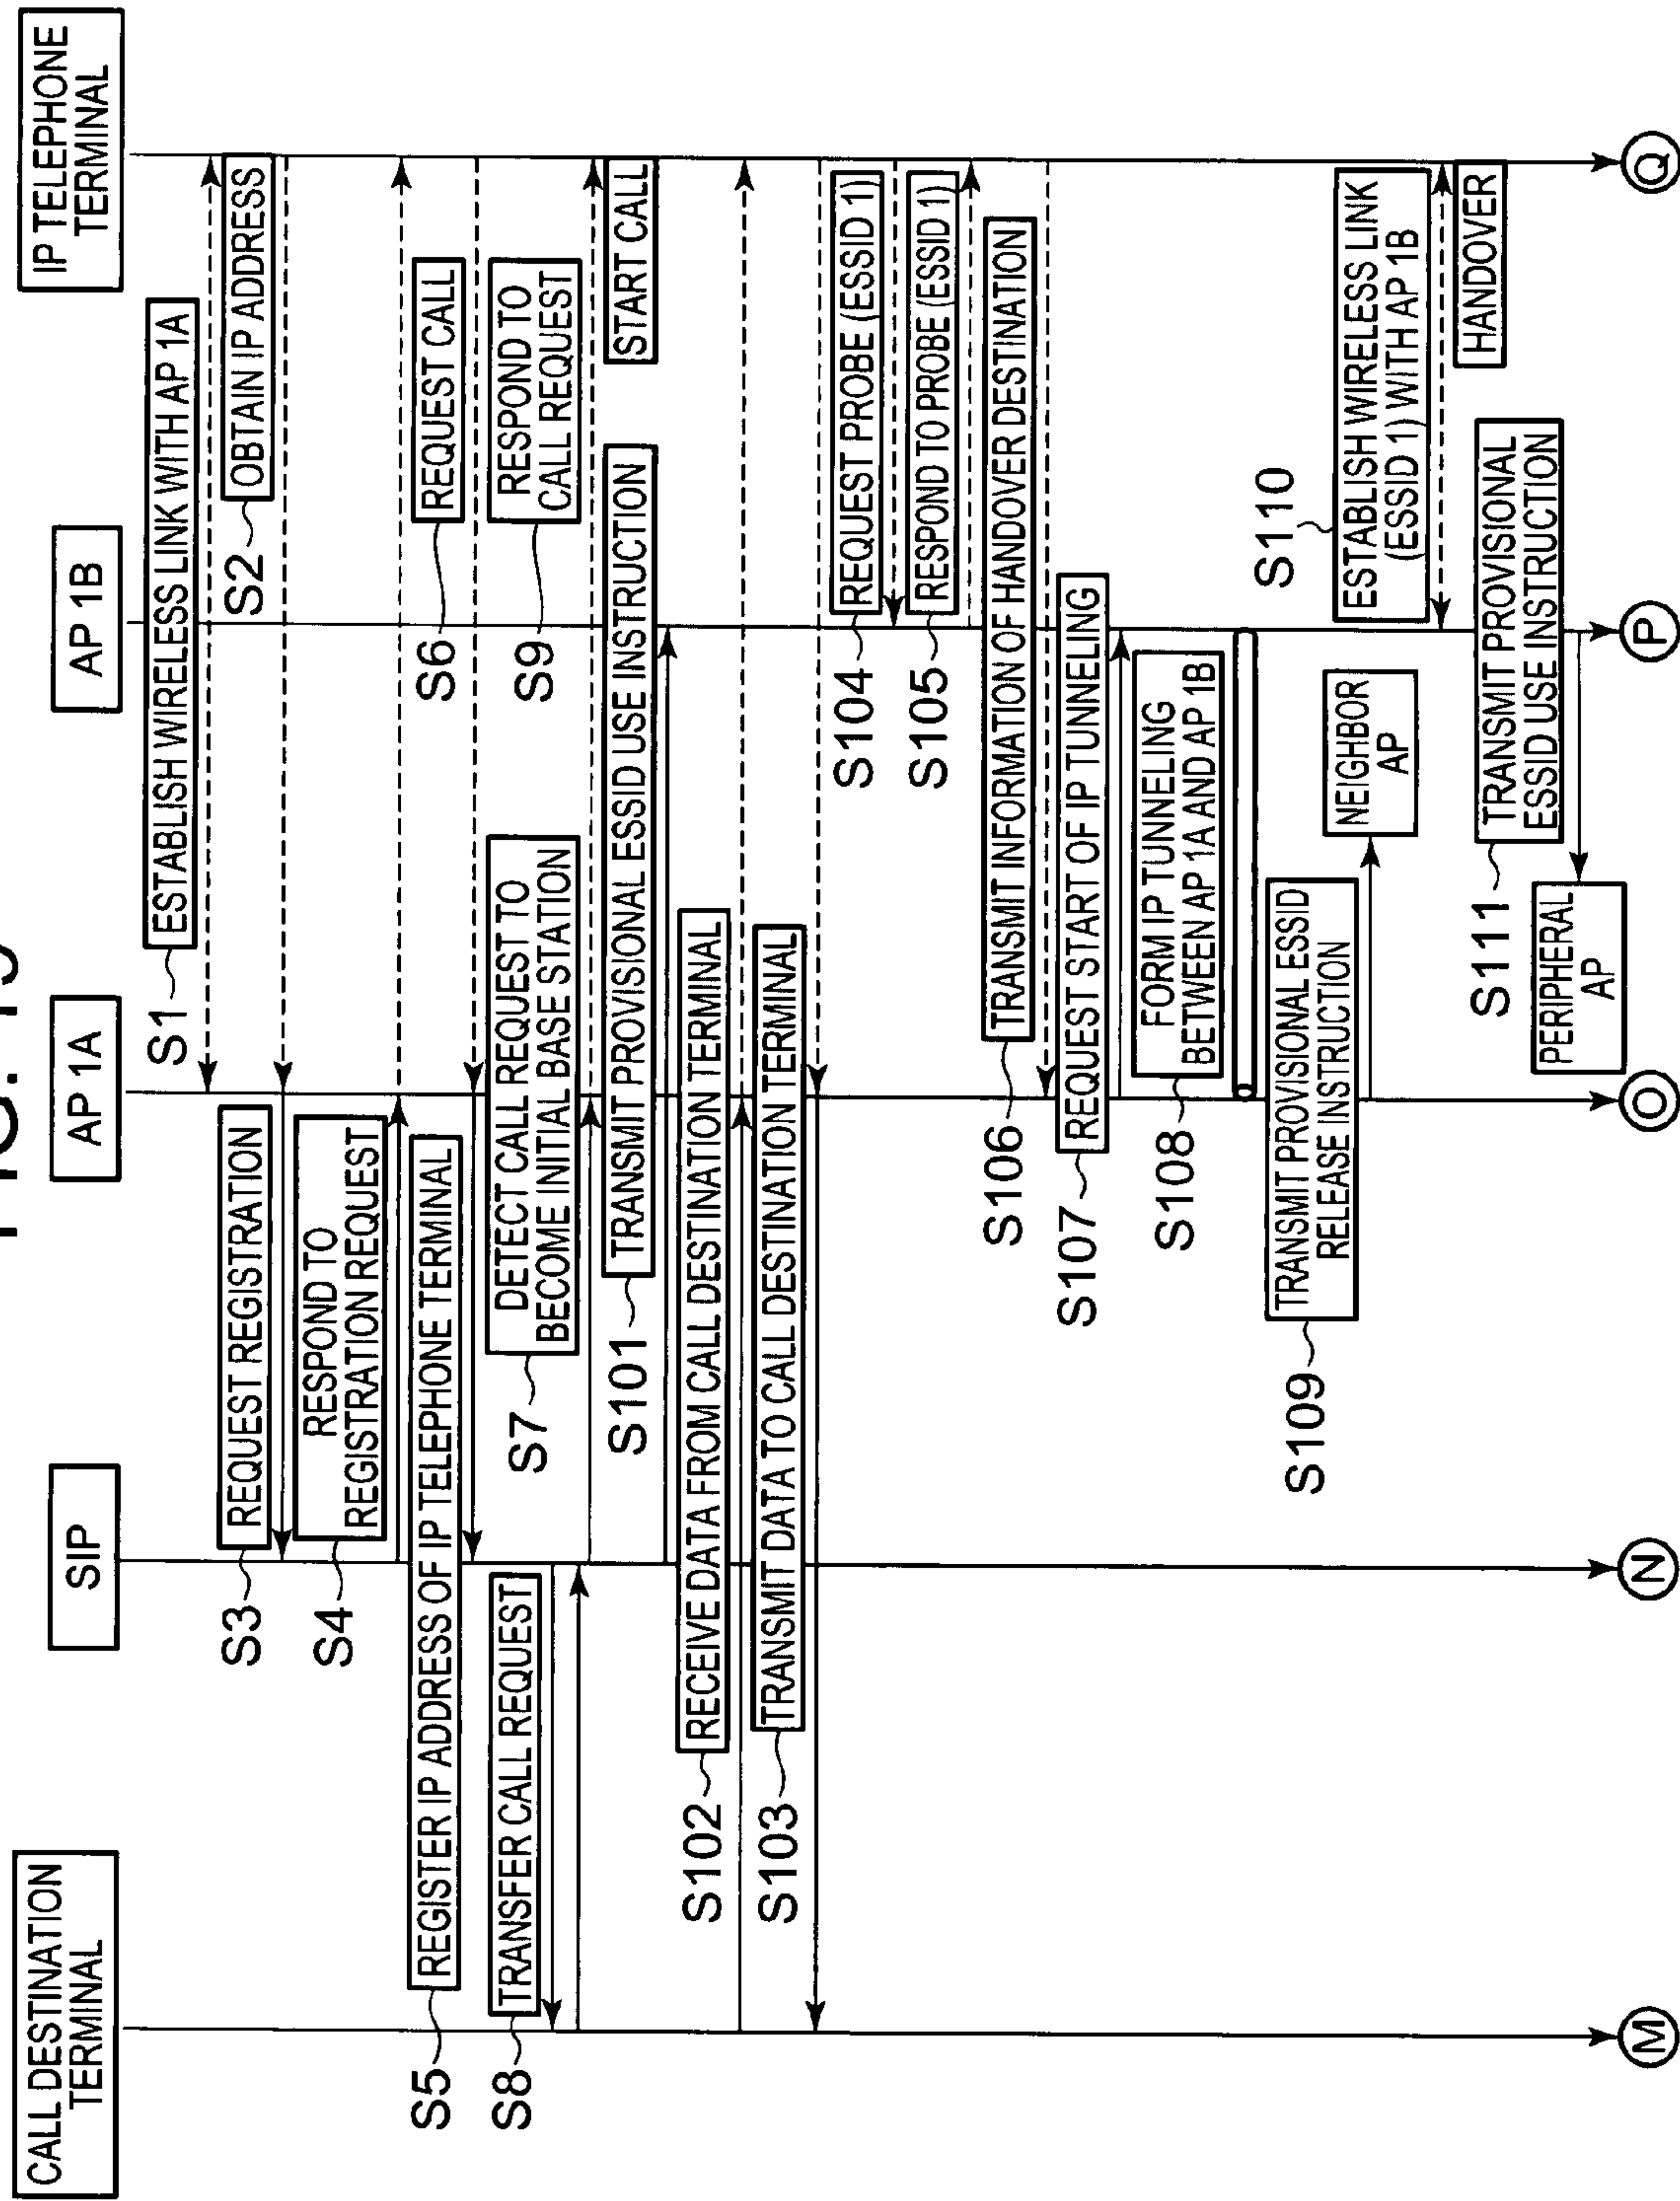 CALL DESTINATION
TERMINAL
SIP
AP 1A
AP 1B
IP TELEPHONE
TERMINAL
S1
ESTABLISH WIRELESS LINK WITH AP 1A
S2
OBTAIN IP ADDRESS
S3
REQUEST REGISTRATION
S4
RESPOND TO
REGISTRATION REQUEST
S5
REGISTER IP ADDRESS OF IP TELEPHONE TERMINAL
S6
REQUEST CALL
S7
DETECT CALL REQUEST TO
BECOME INITIAL BASE STATION
S8
TRANSFER CALL REQUEST
S9
RESPOND TO
CALL REQUEST
START CALL
S101
TRANSMIT PROVISIONAL ESSID USE INSTRUCTION
S102
RECEIVE DATA FROM CALL DESTINATION TERMINAL
S103
TRANSMIT DATA TO CALL DESTINATION TERMINAL
S104
REQUEST PROBE (ESSID 1)
S105
RESPOND TO PROBE (ESSID 1)
S106
TRANSMIT INFORMATION OF HANDOVER DESTINATION
S107
REQUEST START OF IP TUNNELING
S108
FORM IP TUNNELING
BETWEEN AP 1A AND AP 1B
S109
TRANSMIT PROVISIONAL ESSID
RELEASE INSTRUCTION
NEIGHBOR
AP
S110
ESTABLISH WIRELESS LINK
(ESSID 1) WITH AP 1B
HANDOVER
S111
TRANSMIT PROVISIONAL
ESSID USE INSTRUCTION
PERIPHERAL
AP
M
N
O
P
Q